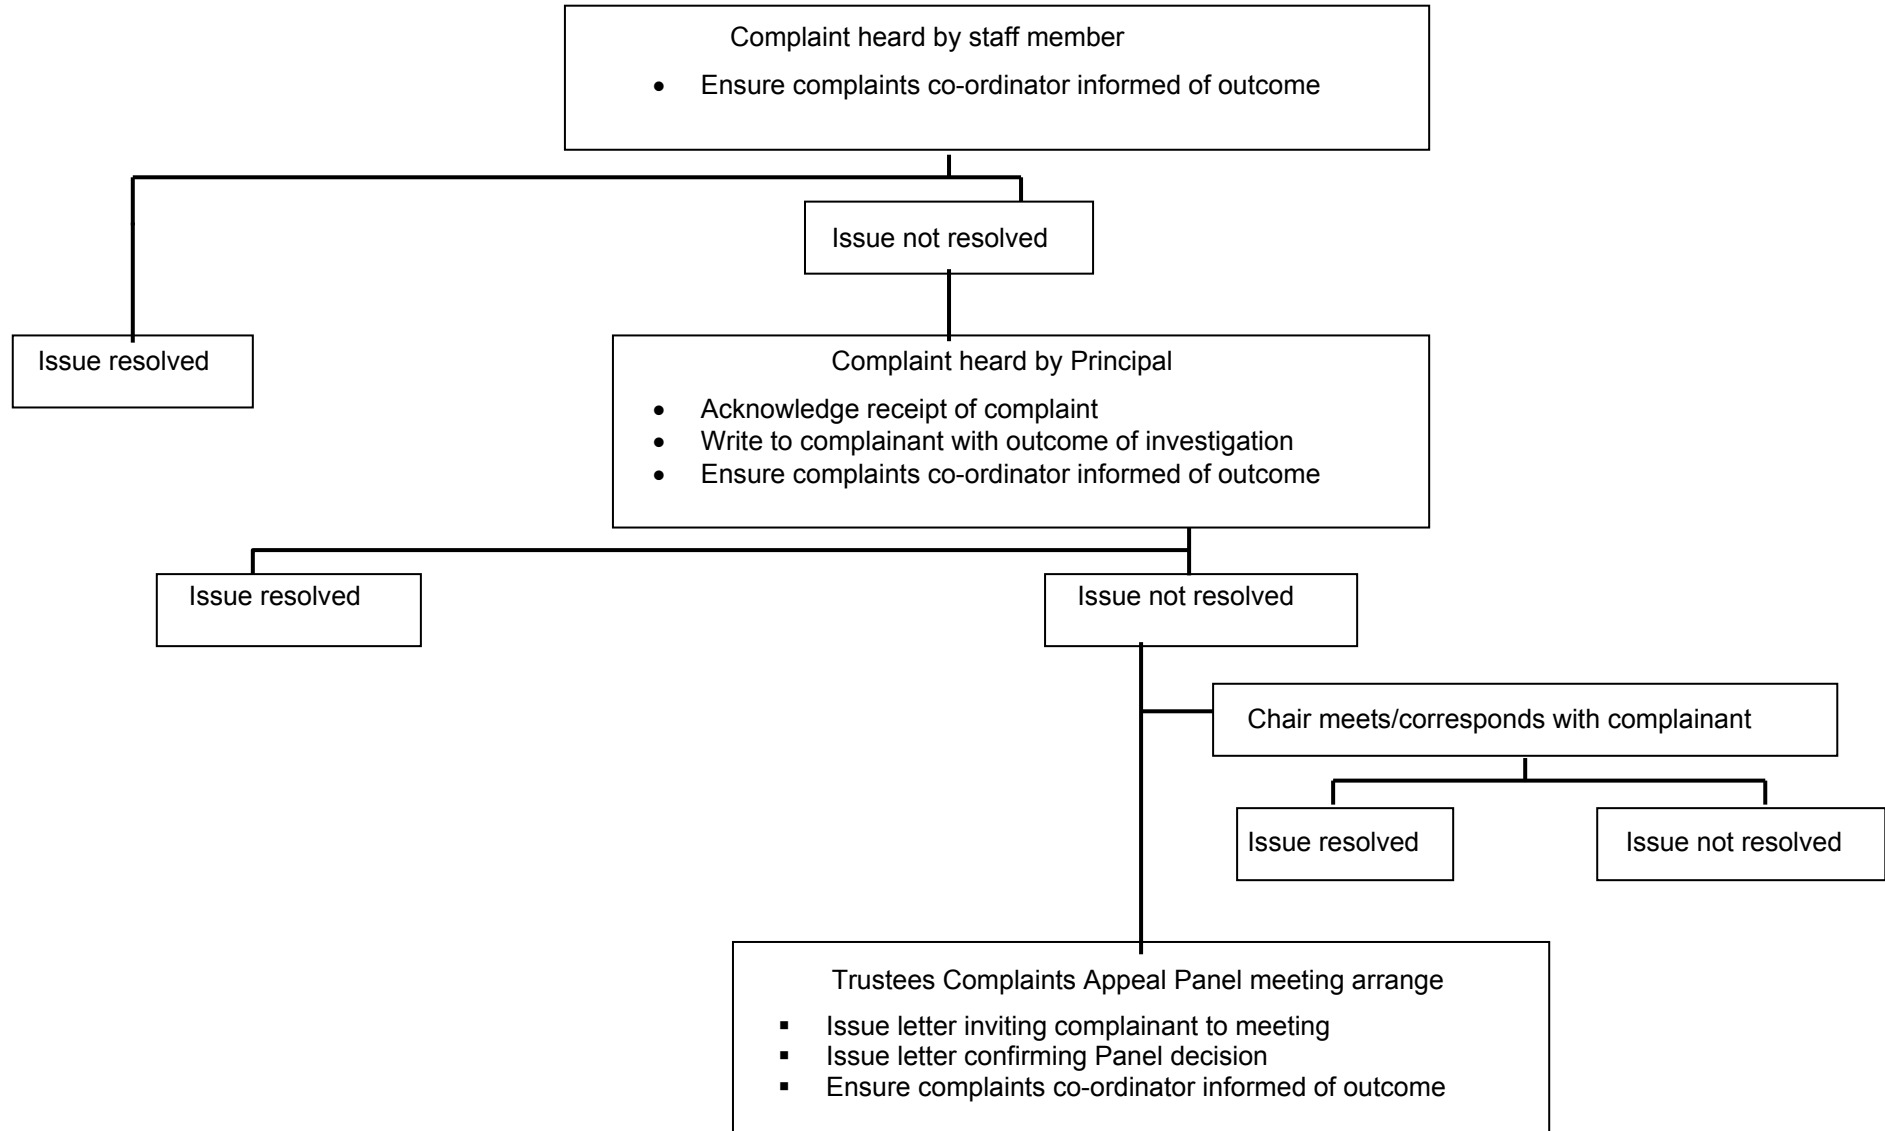 Complaint heard by staff member
• Ensure complaints co-ordinator informed of outcome
Issue not resolved
Issue resolved
Complaint heard by Principal
• Acknowledge receipt of complaint
• Write to complainant with outcome of investigation
• Ensure complaints co-ordinator informed of outcome
Issue resolved
Issue not resolved
Chair meets/corresponds with complainant
Issue resolved
Issue not resolved
Trustees Complaints Appeal Panel meeting arrange
▪ Issue letter inviting complainant to meeting
▪ Issue letter confirming Panel decision
▪ Ensure complaints co-ordinator informed of outcome